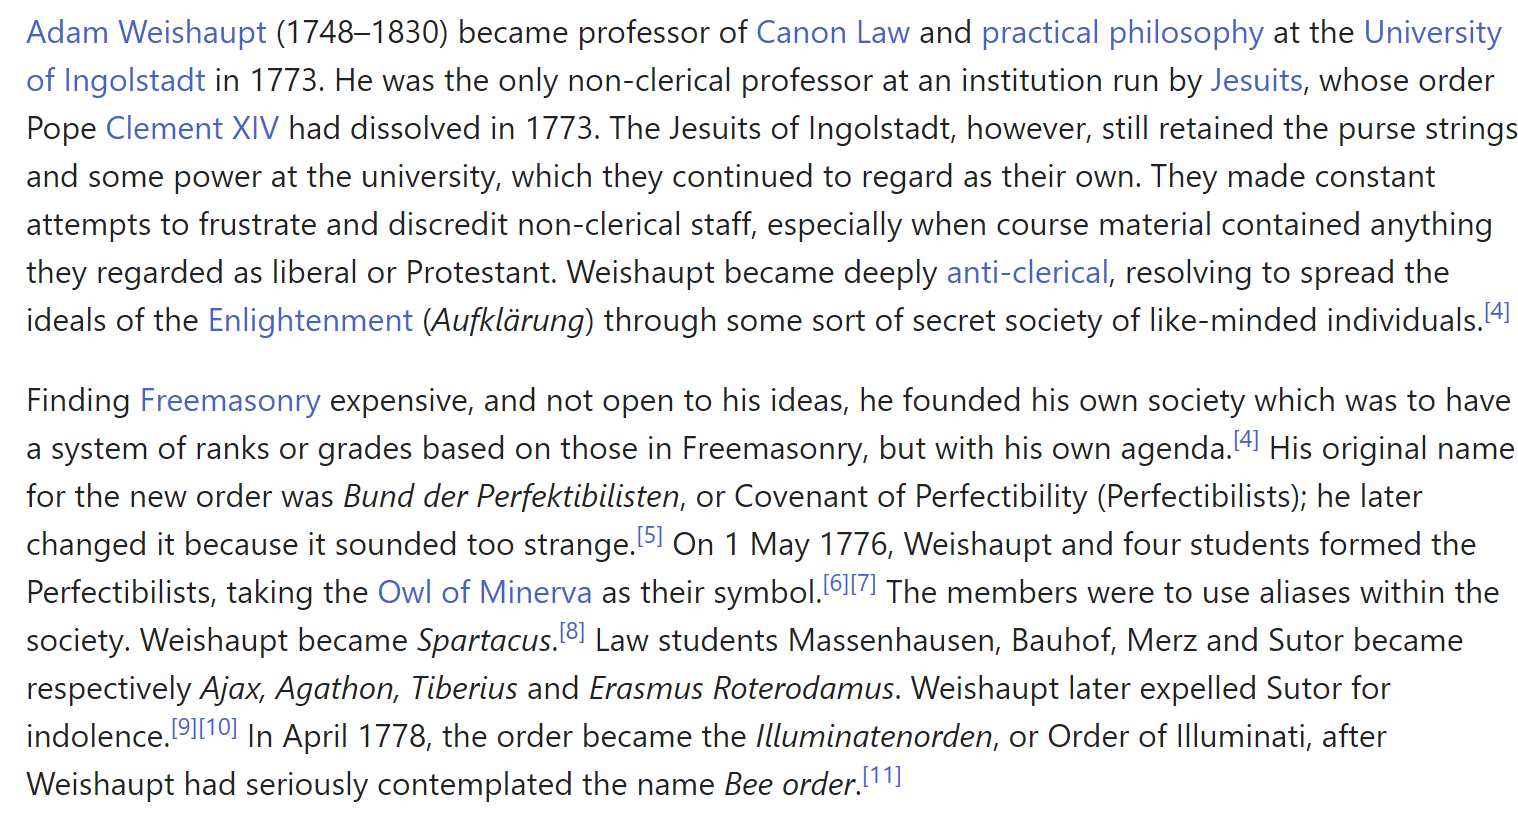 Adam Weishaupt (1748–1830) became professor of Canon Law and practical philosophy at the University
of Ingolstadt in 1773. He was the only non-clerical professor at an institution run by Jesuits, whose order
Pope Clement XIV had dissolved in 1773. The Jesuits of Ingolstadt, however, still retained the purse strings
and some power at the university, which they continued to regard as their own. They made constant
attempts to frustrate and discredit non-clerical staff, especially when course material contained anything
they regarded as liberal or Protestant. Weishaupt became deeply anti-clerical, resolving to spread the
ideals of the Enlightenment (Aufklärung) through some sort of secret society of like-minded individuals.[4]
Finding Freemasonry expensive, and not open to his ideas, he founded his own society which was to have
a system of ranks or grades based on those in Freemasonry, but with his own agenda.[4] His original name
for the new order was Bund der Perfektibilisten, or Covenant of Perfectibility (Perfectibilists); he later
changed it because it sounded too strange.[5] On 1 May 1776, Weishaupt and four students formed the
Perfectibilists, taking the Owl of Minerva as their symbol.[6][7] The members were to use aliases within the
society. Weishaupt became Spartacus.[8] Law students Massenhausen, Bauhof, Merz and Sutor became
respectively Ajax, Agathon, Tiberius and Erasmus Roterodamus. Weishaupt later expelled Sutor for
indolence.[9][10] In April 1778, the order became the Illuminatenorden, or Order of Illuminati, after
Weishaupt had seriously contemplated the name Bee order.[11]